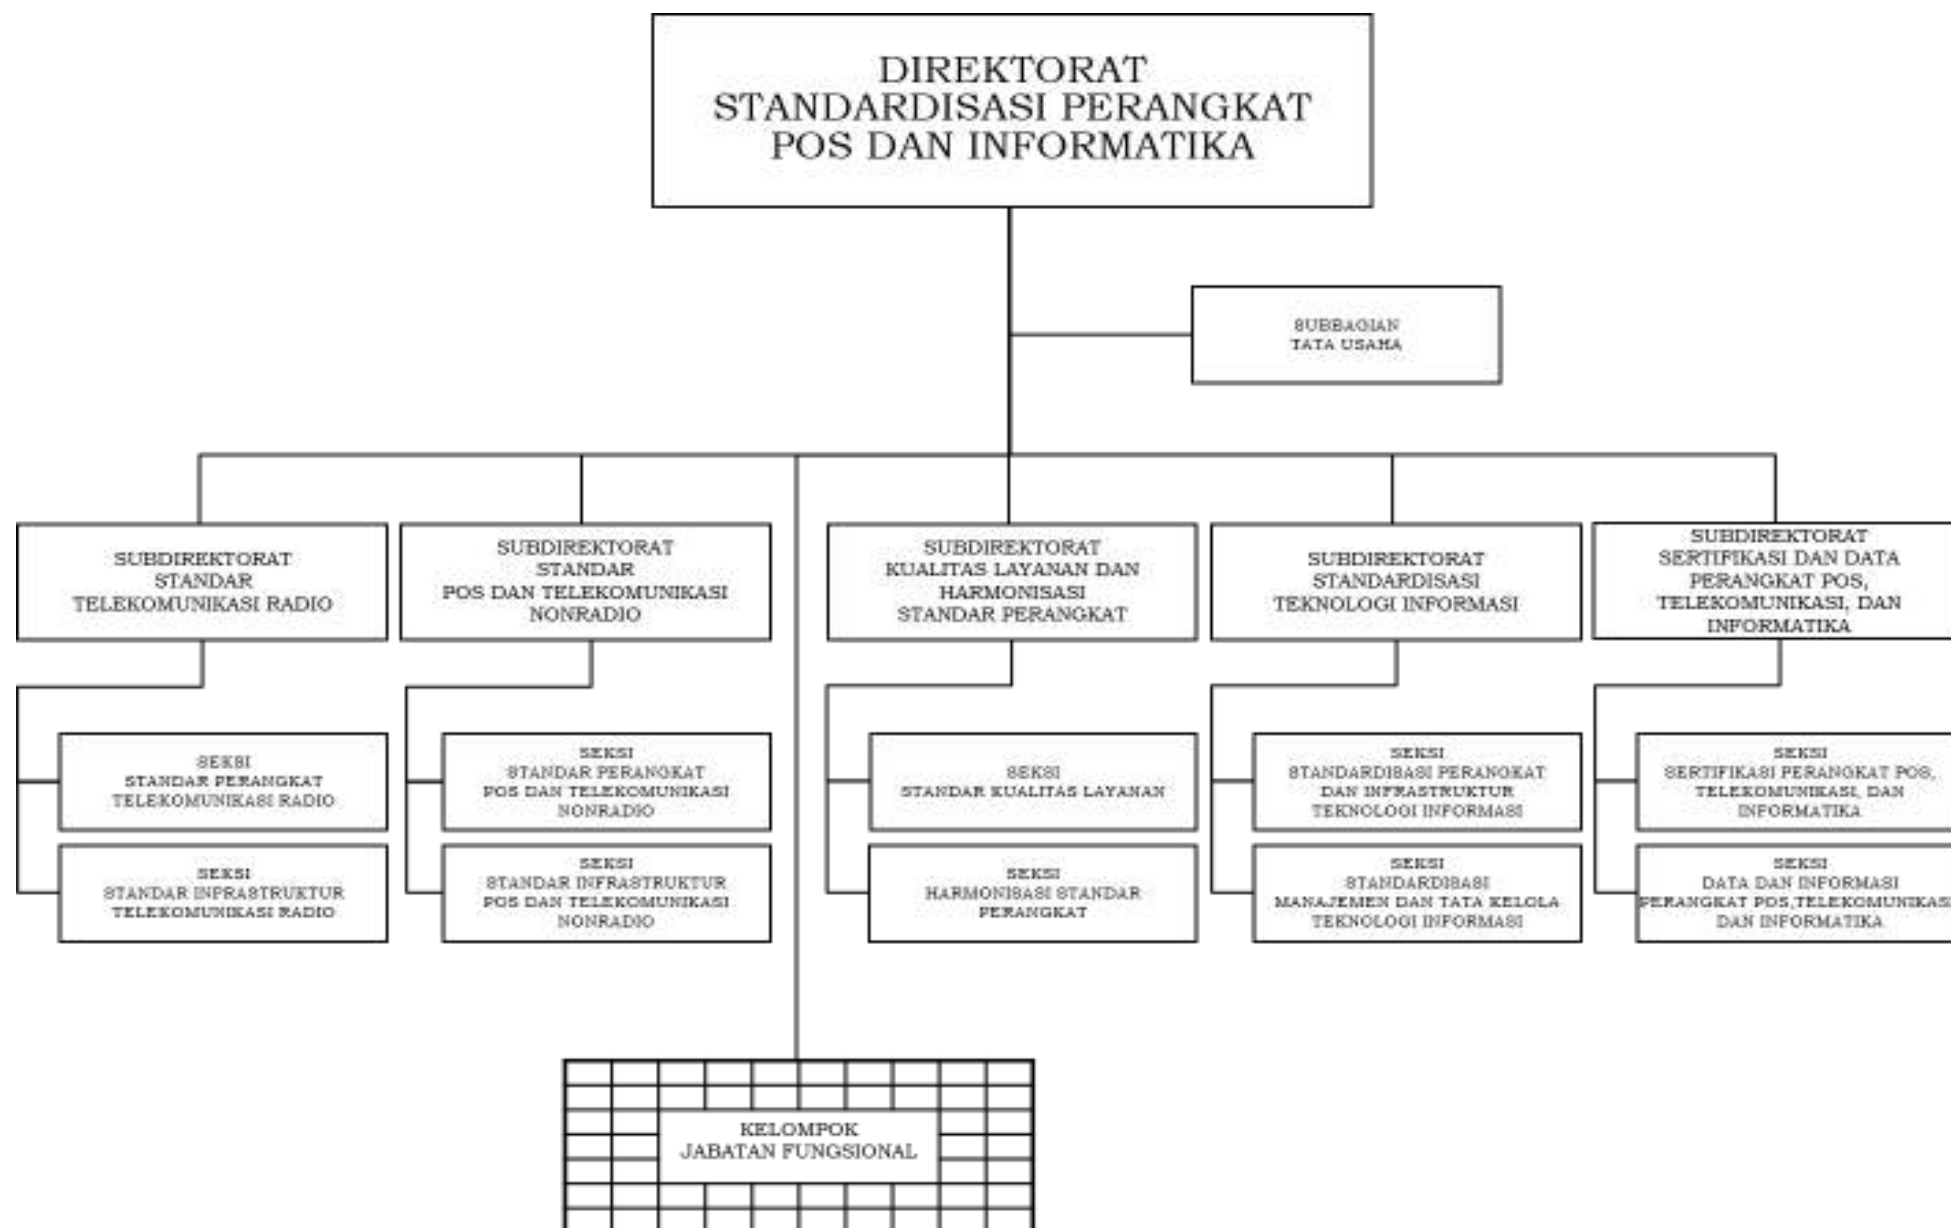 DIREKTORAT
STANDARDISASI PERANGKAT
POS DAN INFORMATIKA
SUBBAGIAN
TATA USAHA
SUBDIREKTORAT
STANDAR
TELEKOMUNIKASI RADIO
SUBDIREKTORAT
STANDAR
POS DAN TELEKOMUNIKASI
NONRADIO
SUBDIREKTORAT
KUALITAS LAYANAN DAN
HARMONISASI
STANDAR PERANGKAT
SUBDIREKTORAT
STANDARDISASI
TEKNOLOGI INFORMASI
SUBDIREKTORAT
SERTIFIKASI DAN DATA
PERANGKAT POS,
TELEKOMUNIKASI, DAN
INFORMATIKA
SEKSI
STANDAR PERANGKAT
TELEKOMUNIKASI RADIO
SEKSI
STANDAR PERANGKAT
POS DAN TELEKOMUNIKASI
NONRADIO
SEKSI
STANDAR KUALITAS LAYANAN
SEKSI
STANDARDISASI PERANGKAT
DAN INFRASTRUKTUR
TEKNOLOGI INFORMASI
SEKSI
SERTIFIKASI PERANGKAT POS,
TELEKOMUNIKASI, DAN
INFORMATIKA
SEKSI
STANDAR INFRASTRUKTUR
TELEKOMUNIKASI RADIO
SEKSI
STANDAR INFRASTRUKTUR
POS DAN TELEKOMUNIKASI
NONRADIO
SEKSI
HARMONISASI STANDAR
PERANGKAT
SEKSI
STANDARDISASI
MANAJEMEN DAN TATA KELOLA
TEKNOLOGI INFORMASI
SEKSI
DATA DAN INFORMASI
PERANGKAT POS,TELEKOMUNIKASI
DAN INFORMATIKA
KELOMPOK
JABATAN FUNGSIONAL